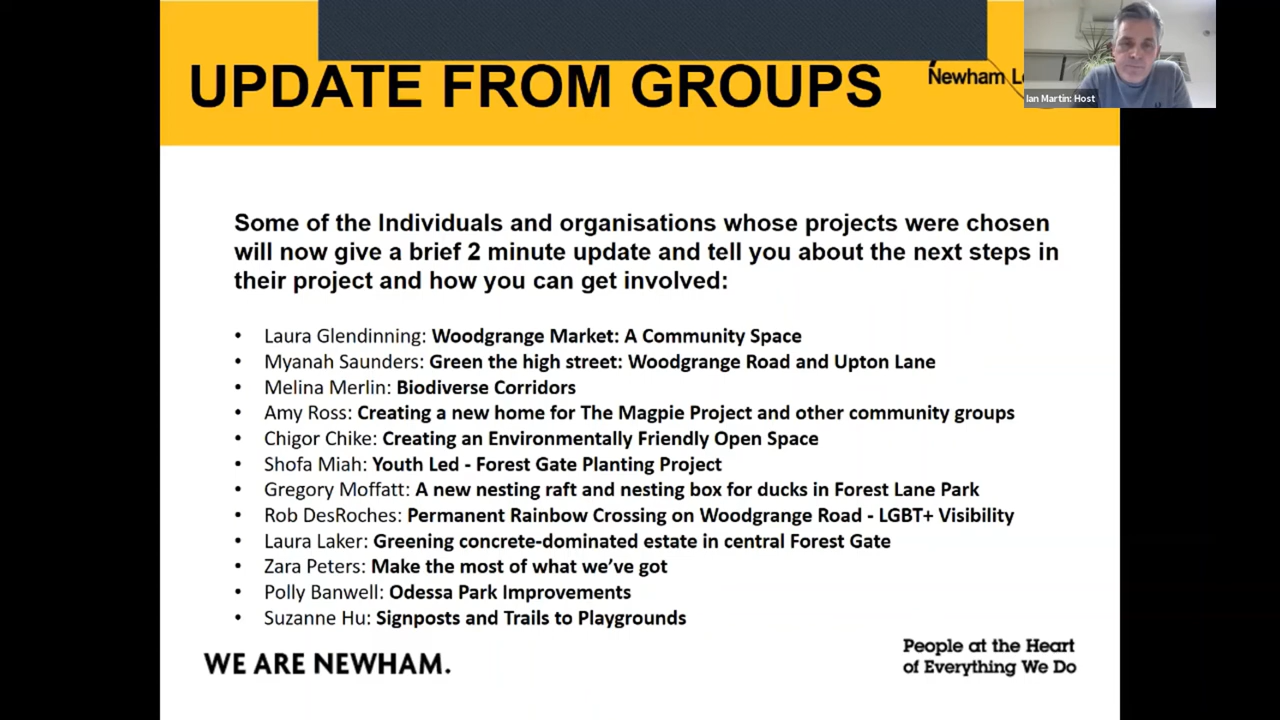 UPDATE FROM GROUPS
Newham
Ian Martin: Host
Some of the Individuals and organisations whose projects were chosen
will now give a brief 2 minute update and tell you about the next steps in
their project and how you can get involved:
• Laura Glendinning: Woodgrange Market: A Community Space
• Myanah Saunders: Green the high street: Woodgrange Road and Upton Lane
• Melina Merlin: Biodiverse Corridors
• Amy Ross: Creating a new home for The Magpie Project and other community groups
• Chigor Chike: Creating an Environmentally Friendly Open Space
• Shofa Miah: Youth Led - Forest Gate Planting Project
• Gregory Moffatt: A new nesting raft and nesting box for ducks in Forest Lane Park
• Rob DesRoches: Permanent Rainbow Crossing on Woodgrange Road - LGBT+ Visibility
• Laura Laker: Greening concrete-dominated estate in central Forest Gate
• Zara Peters: Make the most of what we’ve got
• Polly Banwell: Odessa Park Improvements
• Suzanne Hu: Signposts and Trails to Playgrounds
WE ARE NEWHAM.
People at the Heart
of Everything We Do